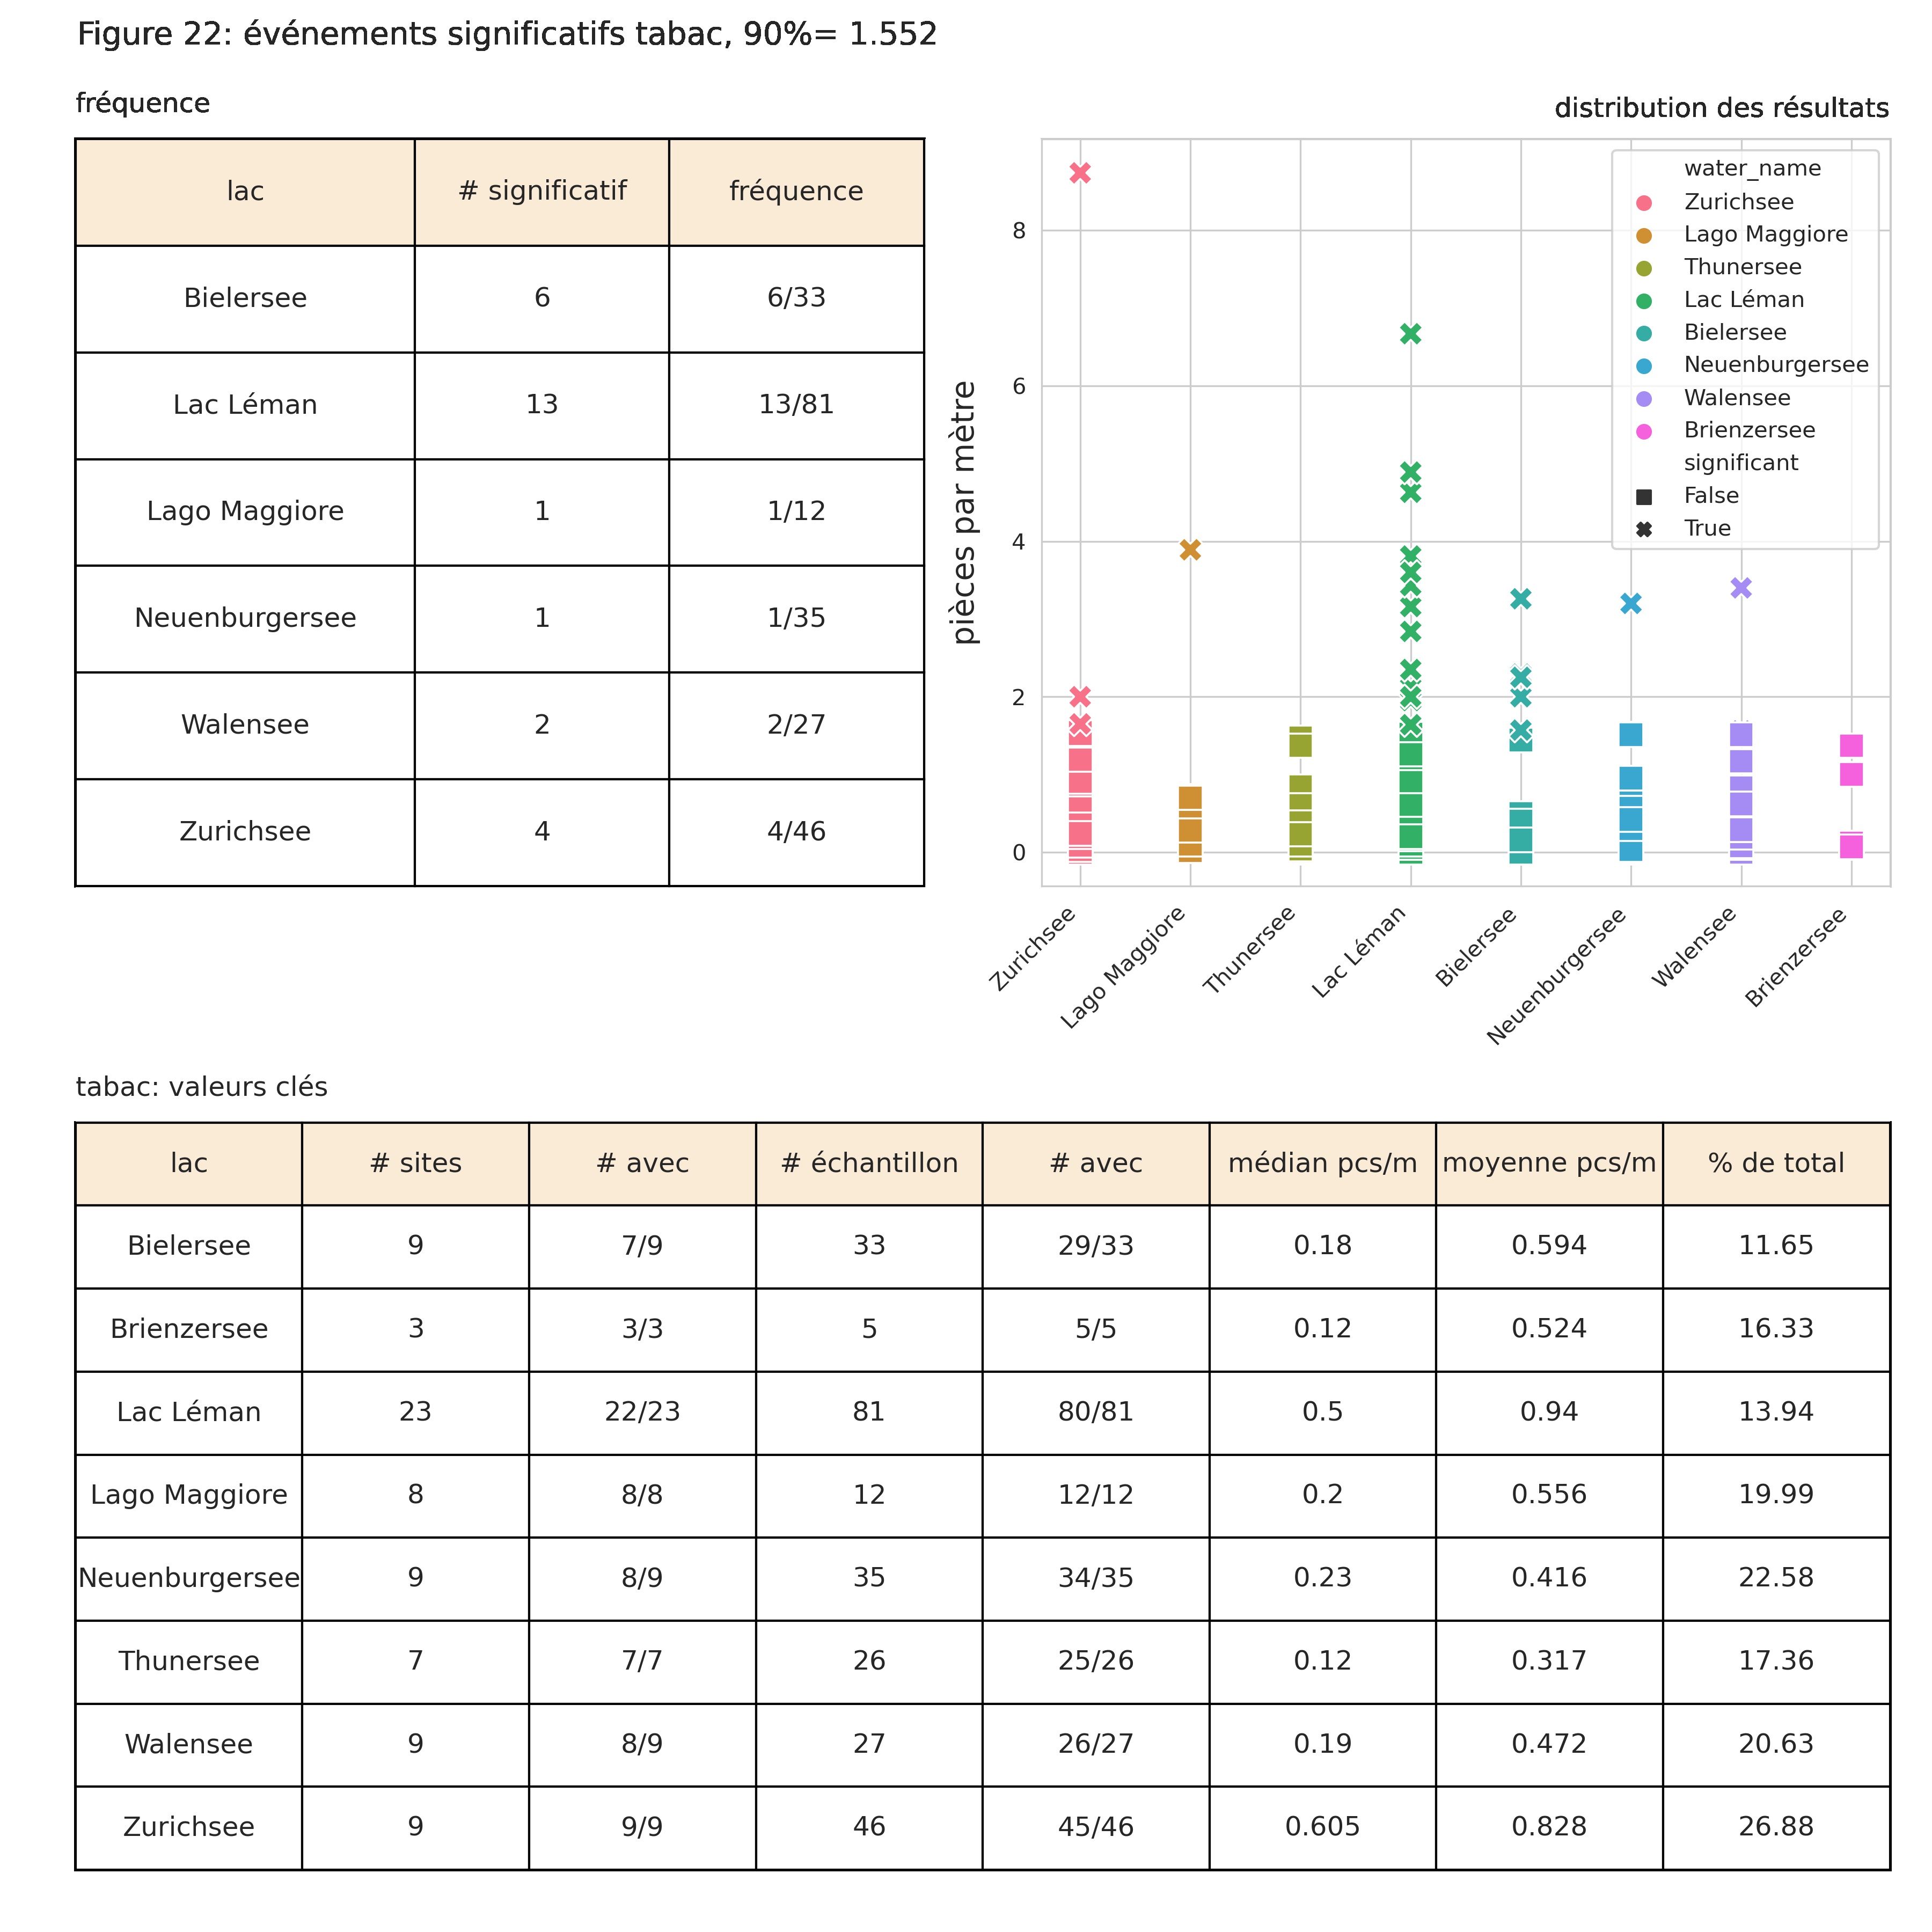 Figure 22: événements significatifs tabac, 90%= 1.552
fréquence
lac # significatif fréquence
Bielersee 6 6/33
Lac Léman 13 13/81
Lago Maggiore 1 1/12
Neuenburgersee 1 1/35
Walensee 2 2/27
Zurichsee 4 4/46
distribution des résultats
pièces par mètre
8
6
4
2
0
water_name
Zurichsee
Lago Maggiore
Thunersee
Lac Léman
Bielersee
Neuenburgersee
Walensee
Brienzersee
significant
False
True
Zurichsee
Lago Maggiore
Thunersee
Lac Léman
Bielersee
Neuenburgersee
Walensee
Brienzersee
tabac: valeurs clés
lac # sites # avec # échantillon # avec médian pcs/m moyenne pcs/m % de total
Bielersee 9 7/9 33 29/33 0.18 0.594 11.65
Brienzersee 3 3/3 5 5/5 0.12 0.524 16.33
Lac Léman 23 22/23 81 80/81 0.5 0.94 13.94
Lago Maggiore 8 8/8 12 12/12 0.2 0.556 19.99
Neuenburgersee 9 8/9 35 34/35 0.23 0.416 22.58
Thunersee 7 7/7 26 25/26 0.12 0.317 17.36
Walensee 9 8/9 27 26/27 0.19 0.472 20.63
Zurichsee 9 9/9 46 45/46 0.605 0.828 26.88